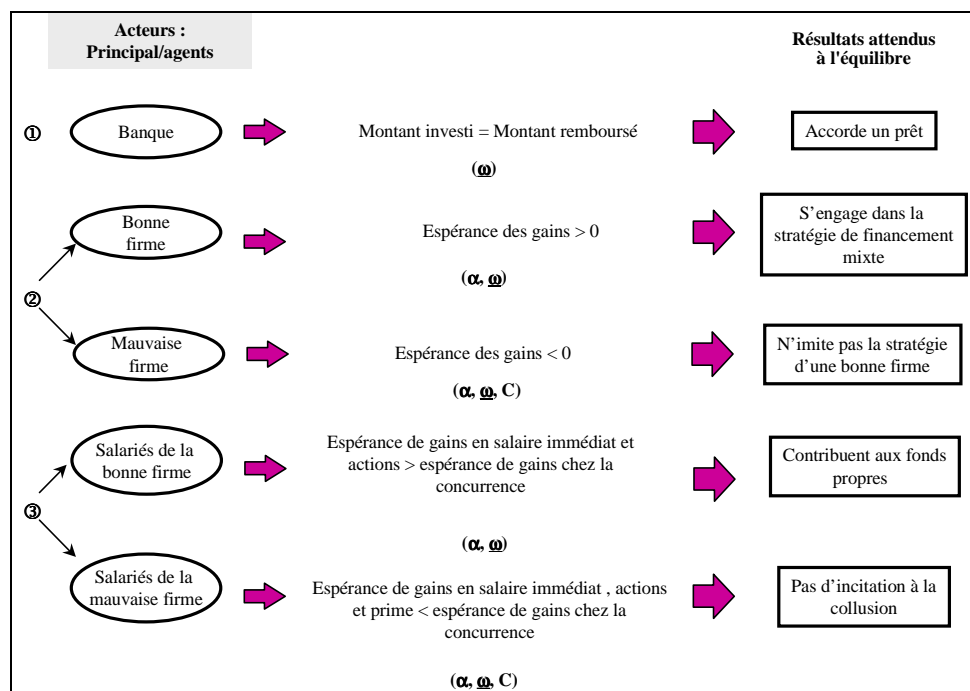 Acteurs :
Principal/agents
Résultats attendus
à l'équilibre
①
Banque
Montant investi = Montant remboursé
(ω)
Accorde un prêt
②
Bonne
firme
Espérance des gains > 0
(α, ω)
S’engage dans la
stratégie de financement
mixte
Mauvaise
firme
Espérance des gains < 0
(α, ω, C)
N’imite pas la stratégie
d’une bonne firme
③
Salariés de la
bonne firme
Espérance de gains en salaire immédiat et
actions > espérance de gains chez la
concurrence
(α, ω)
Contribuent aux fonds
propres
Salariés de la
mauvaise firme
Espérance de gains en salaire immédiat , actions
et prime < espérance de gains chez la
concurrence
(α, ω, C)
Pas d’incitation à la
collusion